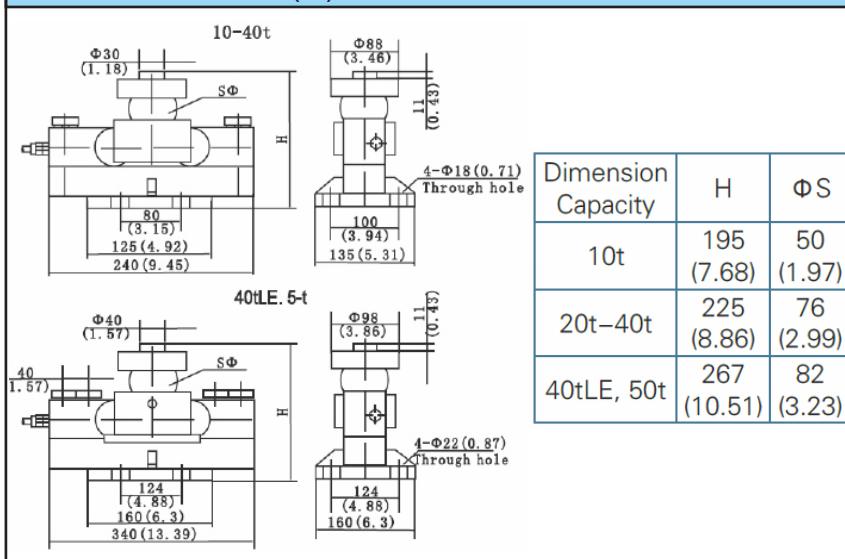 10-40t
Φ30
(1.18)
SΦ
H
Φ88
(3.46)
11
(0.43)
4-Φ18(0.71)
Through hole
80
(3.15)
125(4.92)
240(9.45)
100
(3.94)
135(5.31)
40tLE. 5-t
Φ40
(1.57)
40
1.57)
SΦ
H
Φ98
(3.86)
11
(0.43)
4-Φ22(0.87)
Through hole
124
(4.88)
160(6.3)
340(13.39)
124
(4.88)
160(6.3)
Dimension
Capacity
H
ΦS
10t
195
(7.68)
50
(1.97)
20t–40t
225
(8.86)
76
(2.99)
40tLE, 50t
267
(10.51)
82
(3.23)